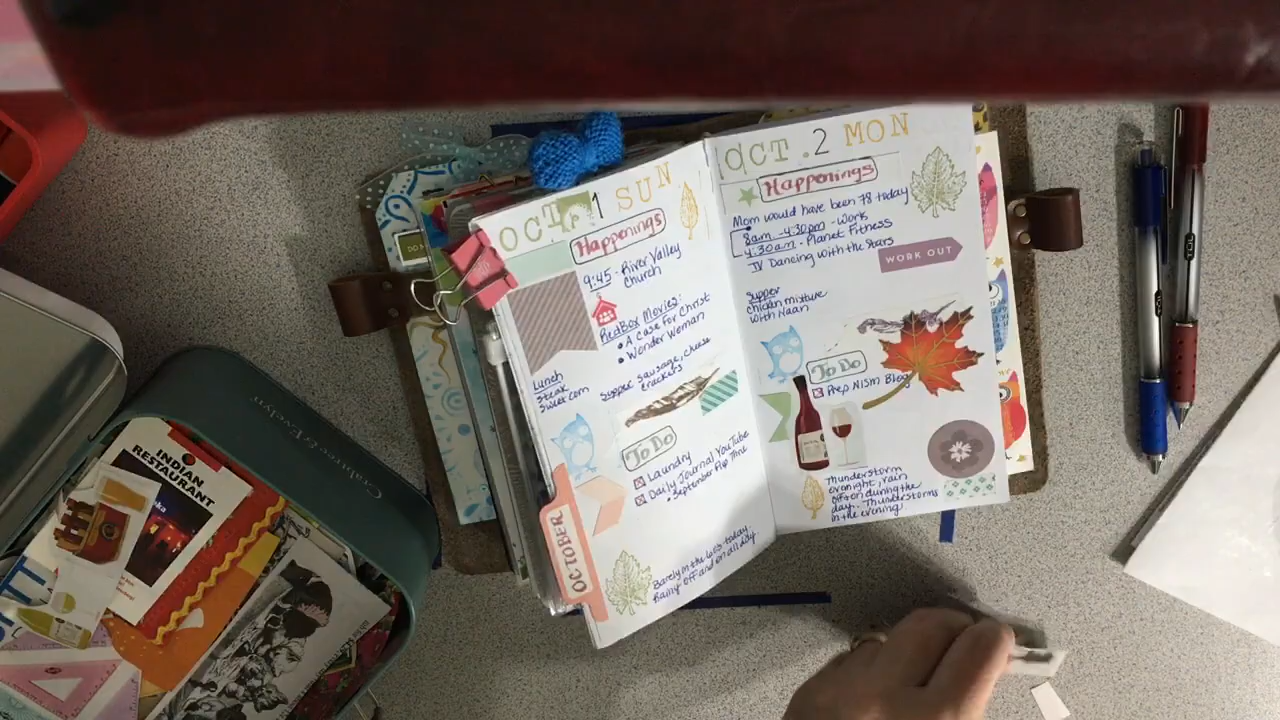 OCT. 1 SUN
Happenings
9:45 - River Valley
church
RedBox Movies:
• A Case For Christ
• Wonder Woman
Lunch
Steak
Sweet corn
Supper Sausage, cheese
crackers
To Do
Laundry
Daily Journal YouTube
• September Flip Thru
OCTOBER
Barely in the 60s today.
Rainy off and on all day.
OCT. 2 MON
Happenings
Mom would have been 78 today
8am - 4:30pm - Work
4:30am - Planet Fitness
TV Dancing with the Stars
WORK OUT
Supper
chicken mixture
with Naan
To Do
Prep NISM Blog
Thunderstorm
overnight, rain
off & on during the
day. Thunderstorms
in the evening.
Crabtree & Evelyn
INDIAN
RESTAURANT